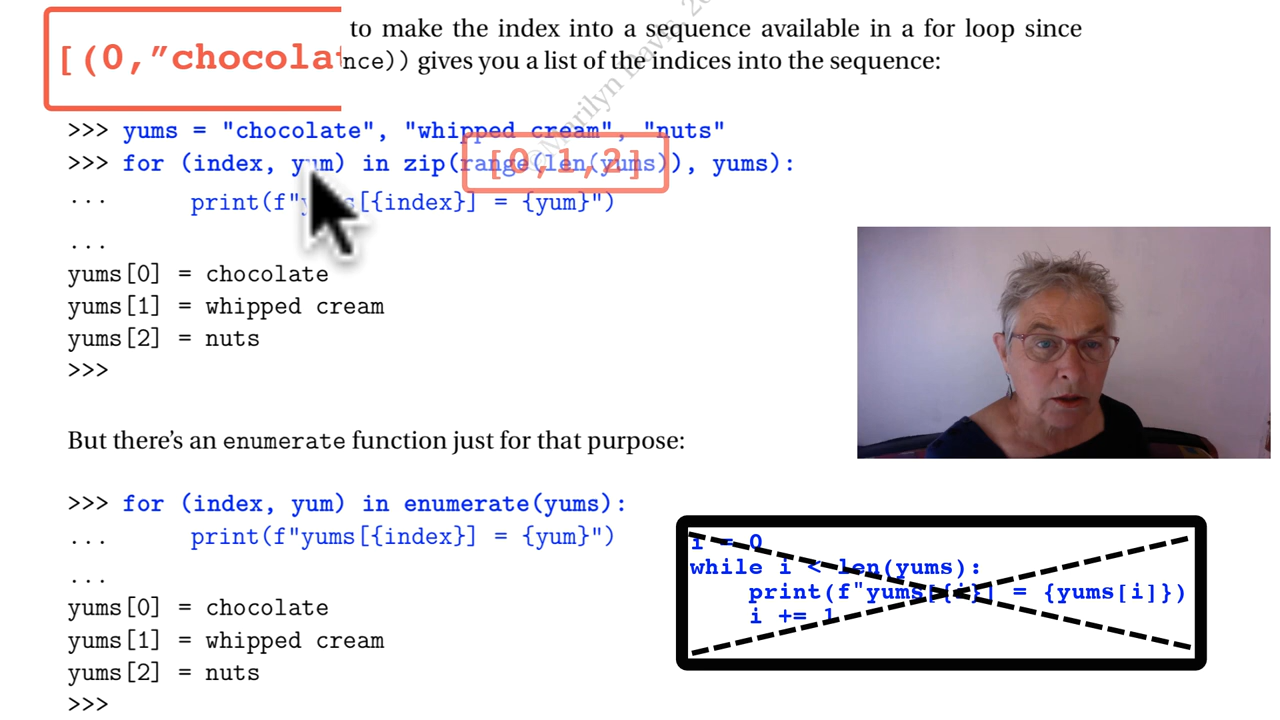 [(0,”chocola
to make the index into a sequence available in a for loop since
nce)) gives you a list of the indices into the sequence:
>>> yums = "chocolate", "whipped cream", "nuts"
>>> for (index, yum) in zip(range(len(yums)), yums):
[0,1,2]
... print(f"yums[{index}] = {yum}")
...
yums[0] = chocolate
yums[1] = whipped cream
yums[2] = nuts
>>>
But there’s an enumerate function just for that purpose:
>>> for (index, yum) in enumerate(yums):
... print(f"yums[{index}] = {yum}")
...
yums[0] = chocolate
yums[1] = whipped cream
yums[2] = nuts
>>>
i = 0
while i < len(yums):
print(f"yums[{i}] = {yums[i]})
i += 1
©Marilyn Davis,